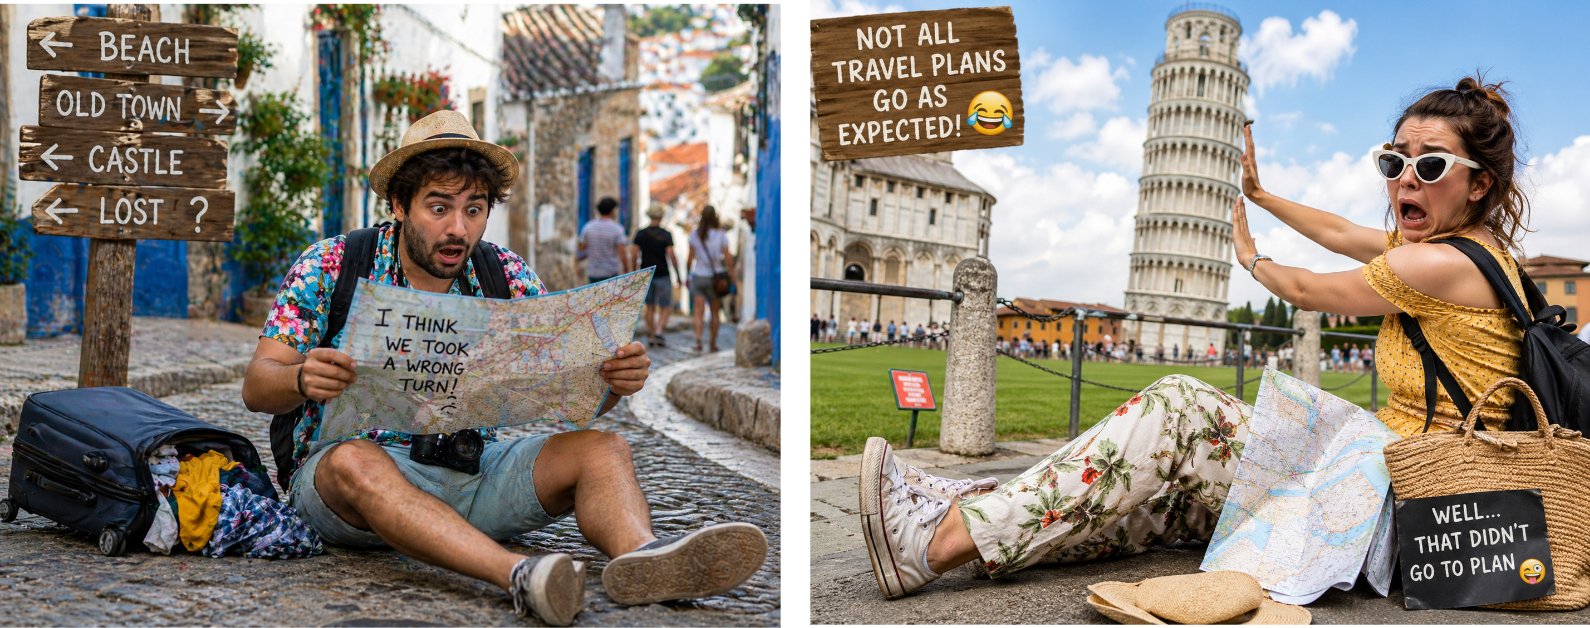 ← BEACH
OLD TOWN →
← CASTLE
← LOST ?
I THINK
WE TOOK
A WRONG
TURN!
NOT ALL
TRAVEL PLANS
GO AS
EXPECTED! 😂
WELL...
THAT DIDN'T
GO TO PLAN 😜